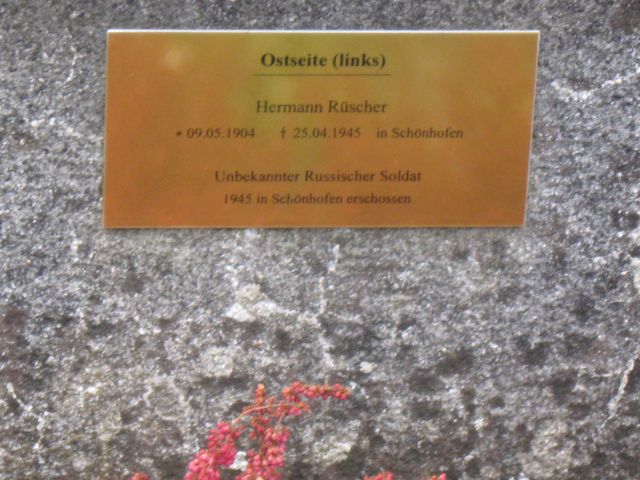 Ostseite (links)
Hermann Rüscher
* 09.05.1904 † 25.04.1945 in Schönhofen
Unbekannter Russischer Soldat
1945 in Schönhofen erschossen